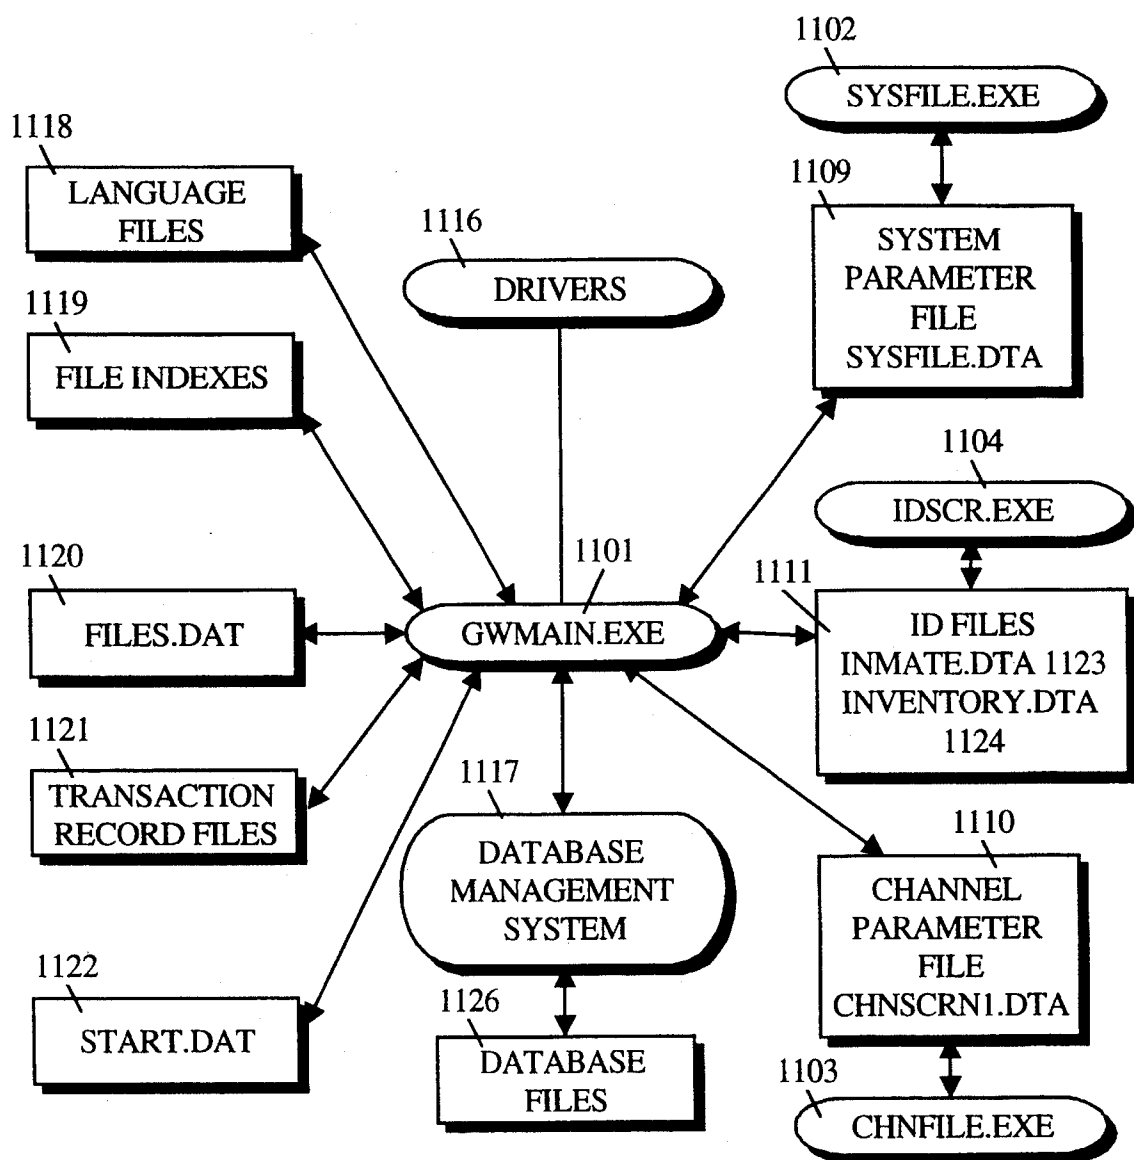 1102
SYSFILE.EXE
1118
LANGUAGE
FILES
1109
SYSTEM
PARAMETER
FILE
SYSFILE.DTA
1116
DRIVERS
1119
FILE INDEXES
1104
IDSCR.EXE
1120
FILES.DAT
1101
GWMAIN.EXE
1111
ID FILES
INMATE.DTA 1123
INVENTORY.DTA
1124
1121
TRANSACTION
RECORD FILES
1117
DATABASE
MANAGEMENT
SYSTEM
1110
CHANNEL
PARAMETER
FILE
CHNSCRN1.DTA
1122
START.DAT
1126
DATABASE
FILES
1103
CHNFILE.EXE